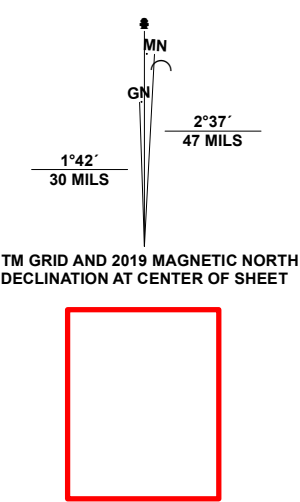 MN
GN
2°37´
47 MILS
1°42´
30 MILS
TM GRID AND 2019 MAGNETIC NORTH
DECLINATION AT CENTER OF SHEET